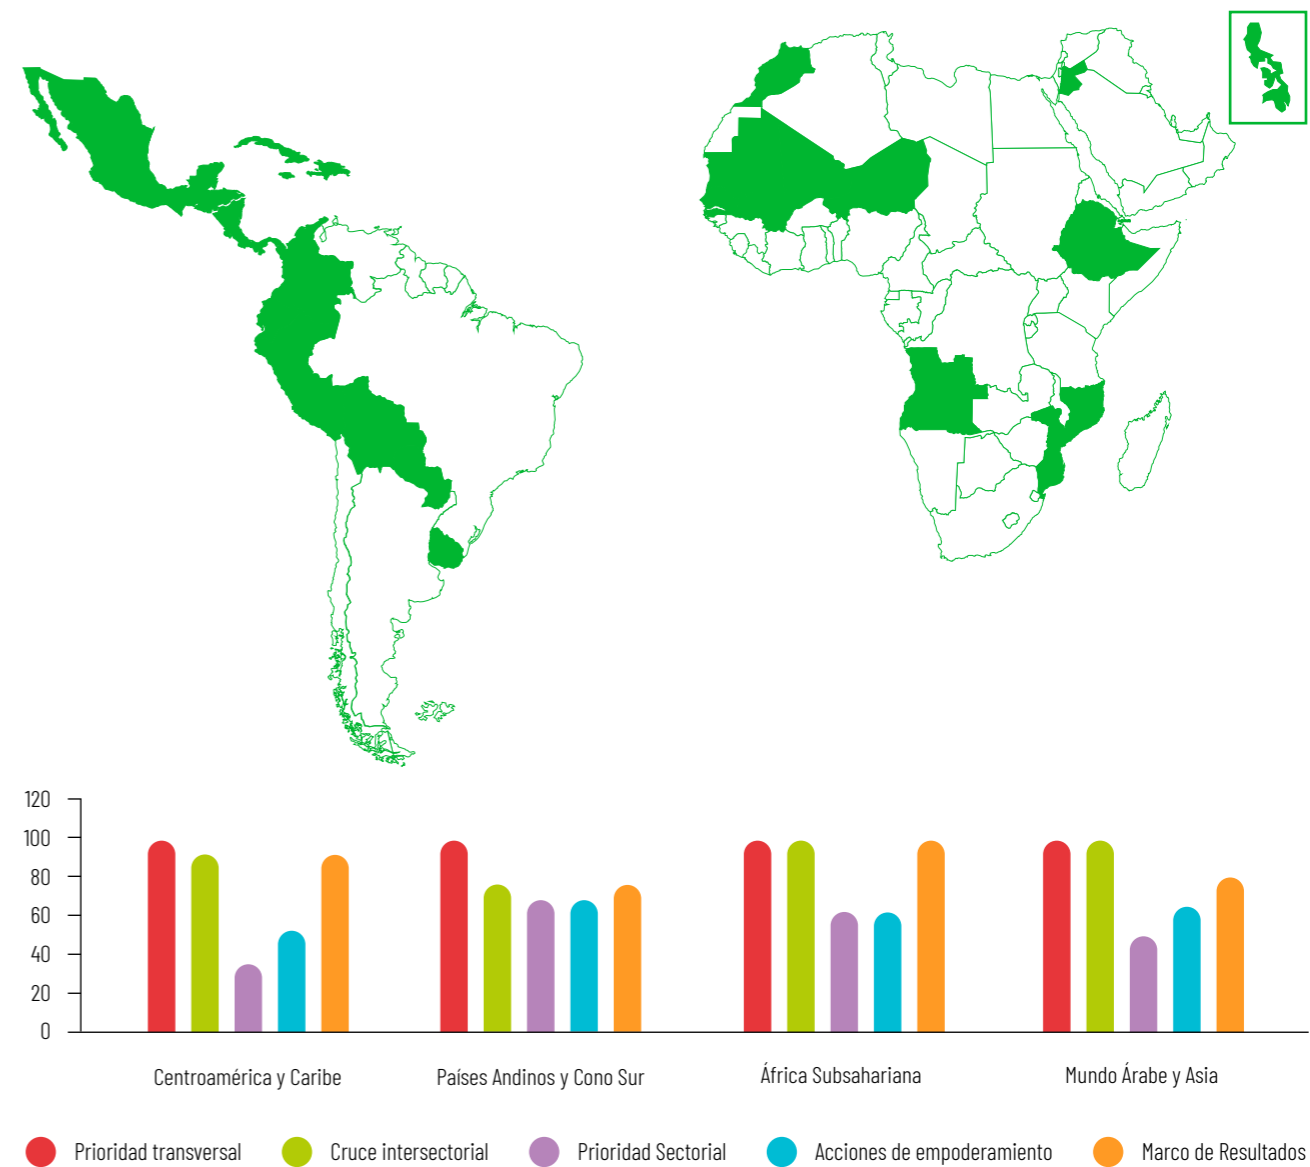 120
100
80
60
40
20
0
Centroamérica y Caribe
Países Andinos y Cono Sur
África Subsahariana
Mundo Árabe y Asia
Prioridad transversal
Cruce intersectorial
Prioridad Sectorial
Acciones de empoderamiento
Marco de Resultados